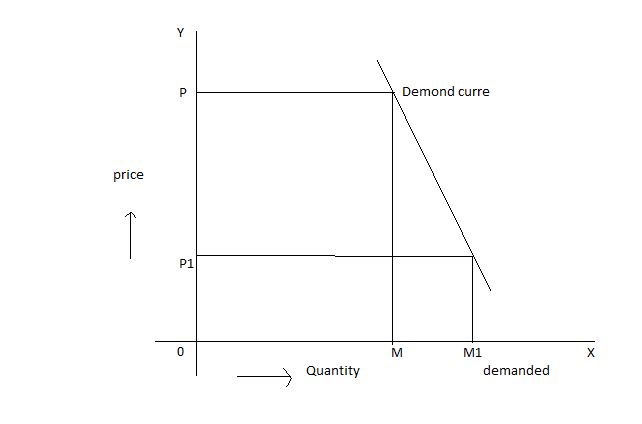 Y
P
Demond curre
price
P1
0
M
M1
X
Quantity
demanded